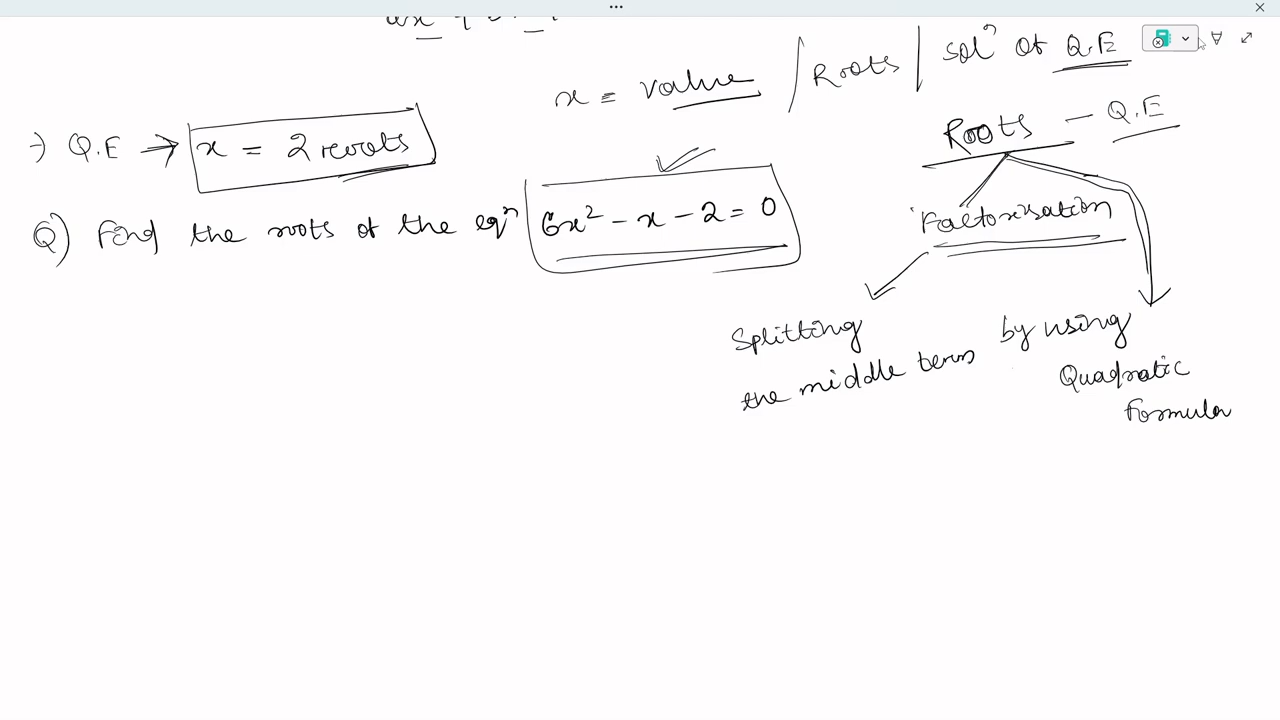 x = value / Roots / solⁿ of Q.E
Roots - Q.E
→ Q.E → x = 2 roots
Q) Find the roots of the eqⁿ 6x² - x - 2 = 0
Factorisation
Splitting
the middle term
by using
Quadratic
Formula